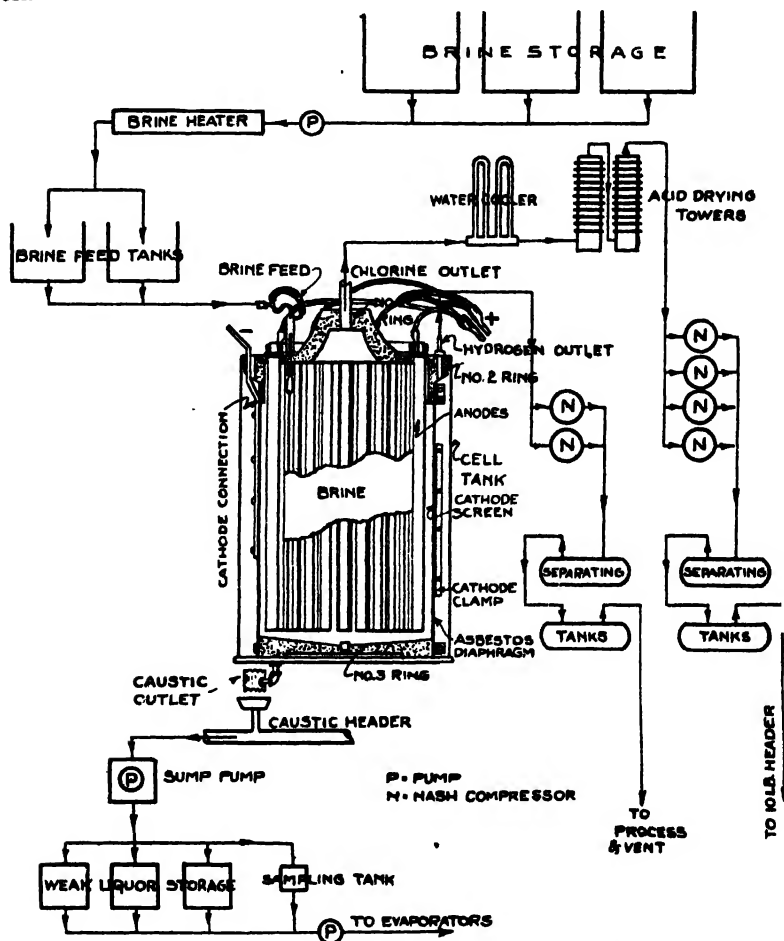 BRINE STORAGE
BRINE HEATER
P
WATER COOLER
ACID DRYING
TOWERS
BRINE FEED TANKS
BRINE FEED
CHLORINE OUTLET
NO.
RING
+
-
HYDROGEN OUTLET
NO. 2 RING
N
N
N
N
CATHODE CONNECTION
ANODES
N
N
CELL
TANK
BRINE
CATHODE
SCREEN
CATHODE
CLAMP
SEPARATING
TANKS
SEPARATING
TANKS
ASBESTOS
DIAPHRAGM
NO.3 RING
CAUSTIC
OUTLET
CAUSTIC HEADER
P
SUMP PUMP
P = PUMP
N = NASH COMPRESSOR
TO
PROCESS
& VENT
TO 10 LB. HEADER
WEAK LIQUOR STORAGE
SAMPLING TANK
P
TO EVAPORATORS